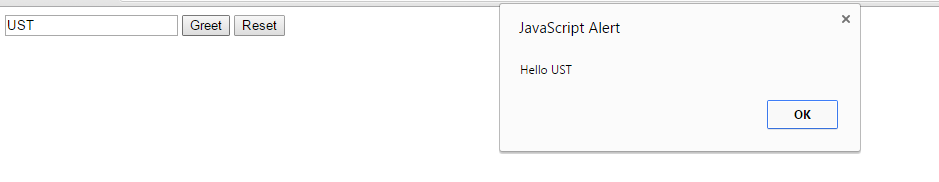 UST Greet Reset
JavaScript Alert
×
Hello UST
OK